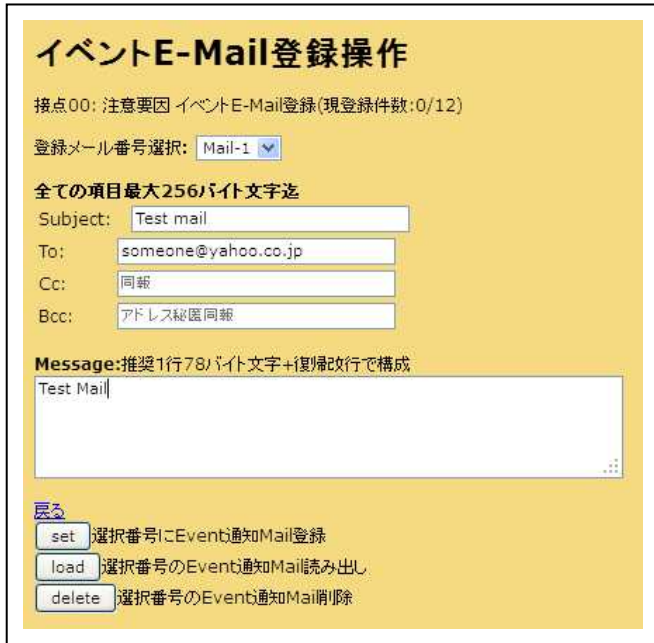 イベントE-Mail登録操作
接点00: 注意要因 イベントE-Mail登録(現登録件数:0/12)
登録メール番号選択: Mail-1
全ての項目最大256バイト文字迄
Subject: Test mail
To: someone@yahoo.co.jp
Cc: 同報
Bcc: アドレス秘匿同報
Message:推奨1行78バイト文字+復帰改行で構成
Test Mail
戻る
set 選択番号にEvent通知Mail登録
load 選択番号のEvent通知Mail読み出し
delete 選択番号のEvent通知Mail削除